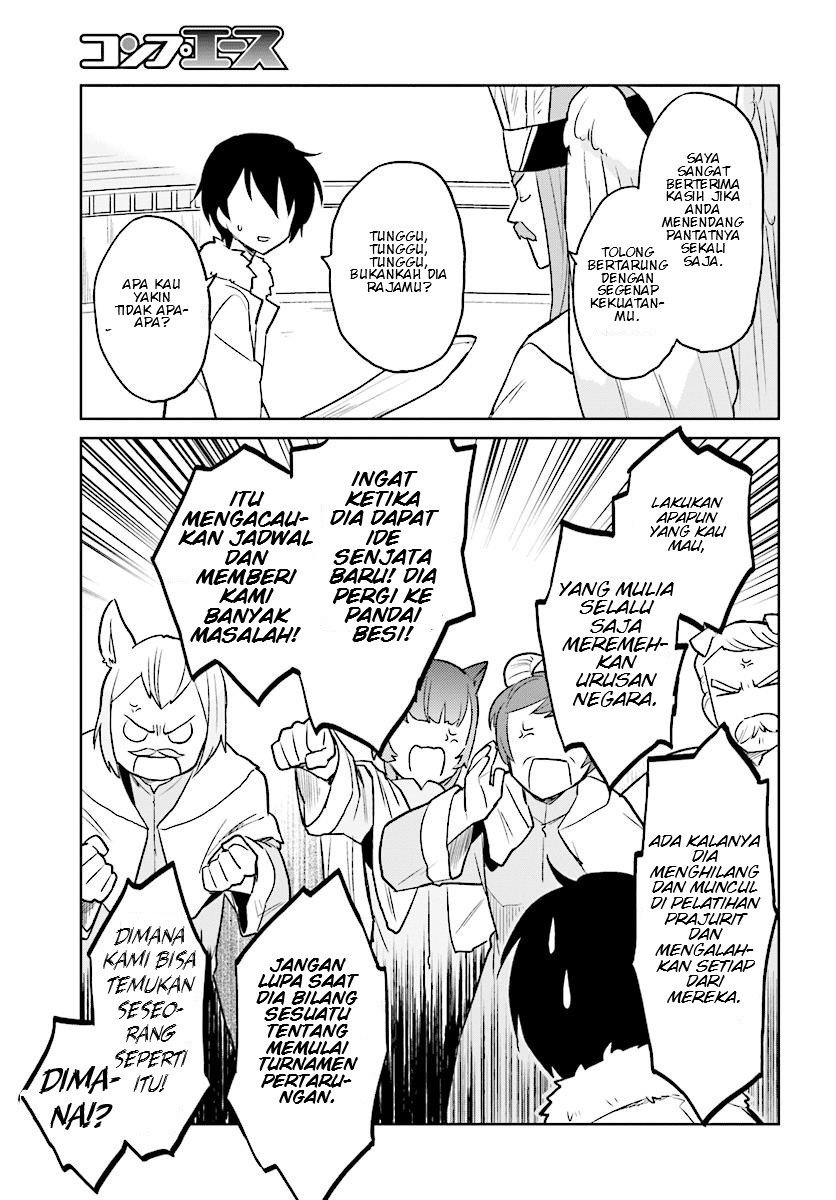 コンプ・エース
SAYA
SANGAT
BERTERIMA
KASIH JIKA
ANDA
MENENDANG
PANTATNYA
SEKALI
SAJA.
TOLONG
BERTARUNG
DENGAN
SEGENAP
KEKUATAN-
MU.
TUNGGU,
TUNGGU,
TUNGGU,
BUKANKAH DIA
RAJAMU?
APA KAU
YAKIN
TIDAK APA-
APA?
LAKUKAN
APAPUN
YANG KAU
MAU,
YANG MULIA
SELALU
SAJA
MEREMEH-
KAN
URUSAN
NEGARA.
INGAT
KETIKA
DIA DAPAT
IDE
SENJATA
BARU! DIA
PERGI KE
PANDAI
BESI!
ITU
MENGACAU-
KAN JADWAL
DAN
MEMBERI
KAMI
BANYAK
MASALAH!
ADA KALANYA
DIA
MENGHILANG
DAN MUNCUL
DI PELATIHAN
PRAJURIT
DAN
MENGALAH-
KAN SETIAP
DARI
MEREKA.
JANGAN
LUPA SAAT
DIA BILANG
SESUATU
TENTANG
MEMULAI
TURNAMEN
PERTARU-
NGAN.
DIMANA
KAMI BISA
TEMUKAN
SESEO-
RANG
SEPERTI
ITU!
DIMA-
NA!?